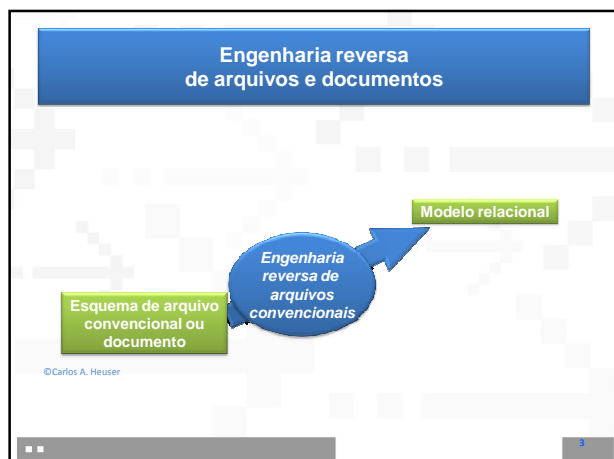 Engenharia reversa
de arquivos e documentos
Modelo relacional
Engenharia
reversa de
arquivos
convencionais
Esquema de arquivo
convencional ou
documento
©Carlos A. Heuser
3